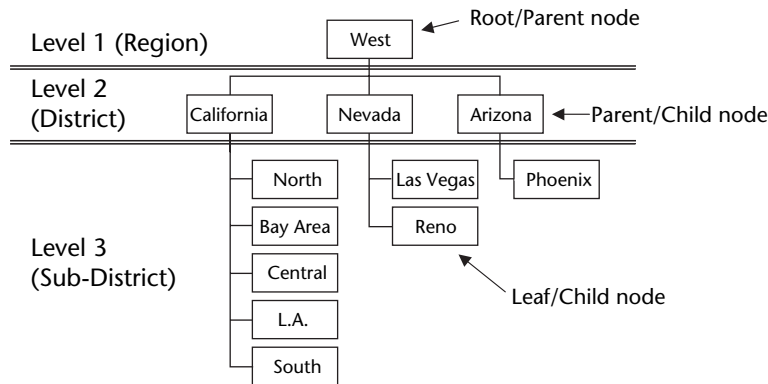 Root/Parent node
Level 1 (Region)
West
Level 2
(District)
California
Nevada
Arizona
Parent/Child node
North
Las Vegas
Phoenix
Bay Area
Reno
Level 3
(Sub-District)
Central
Leaf/Child node
L.A.
South